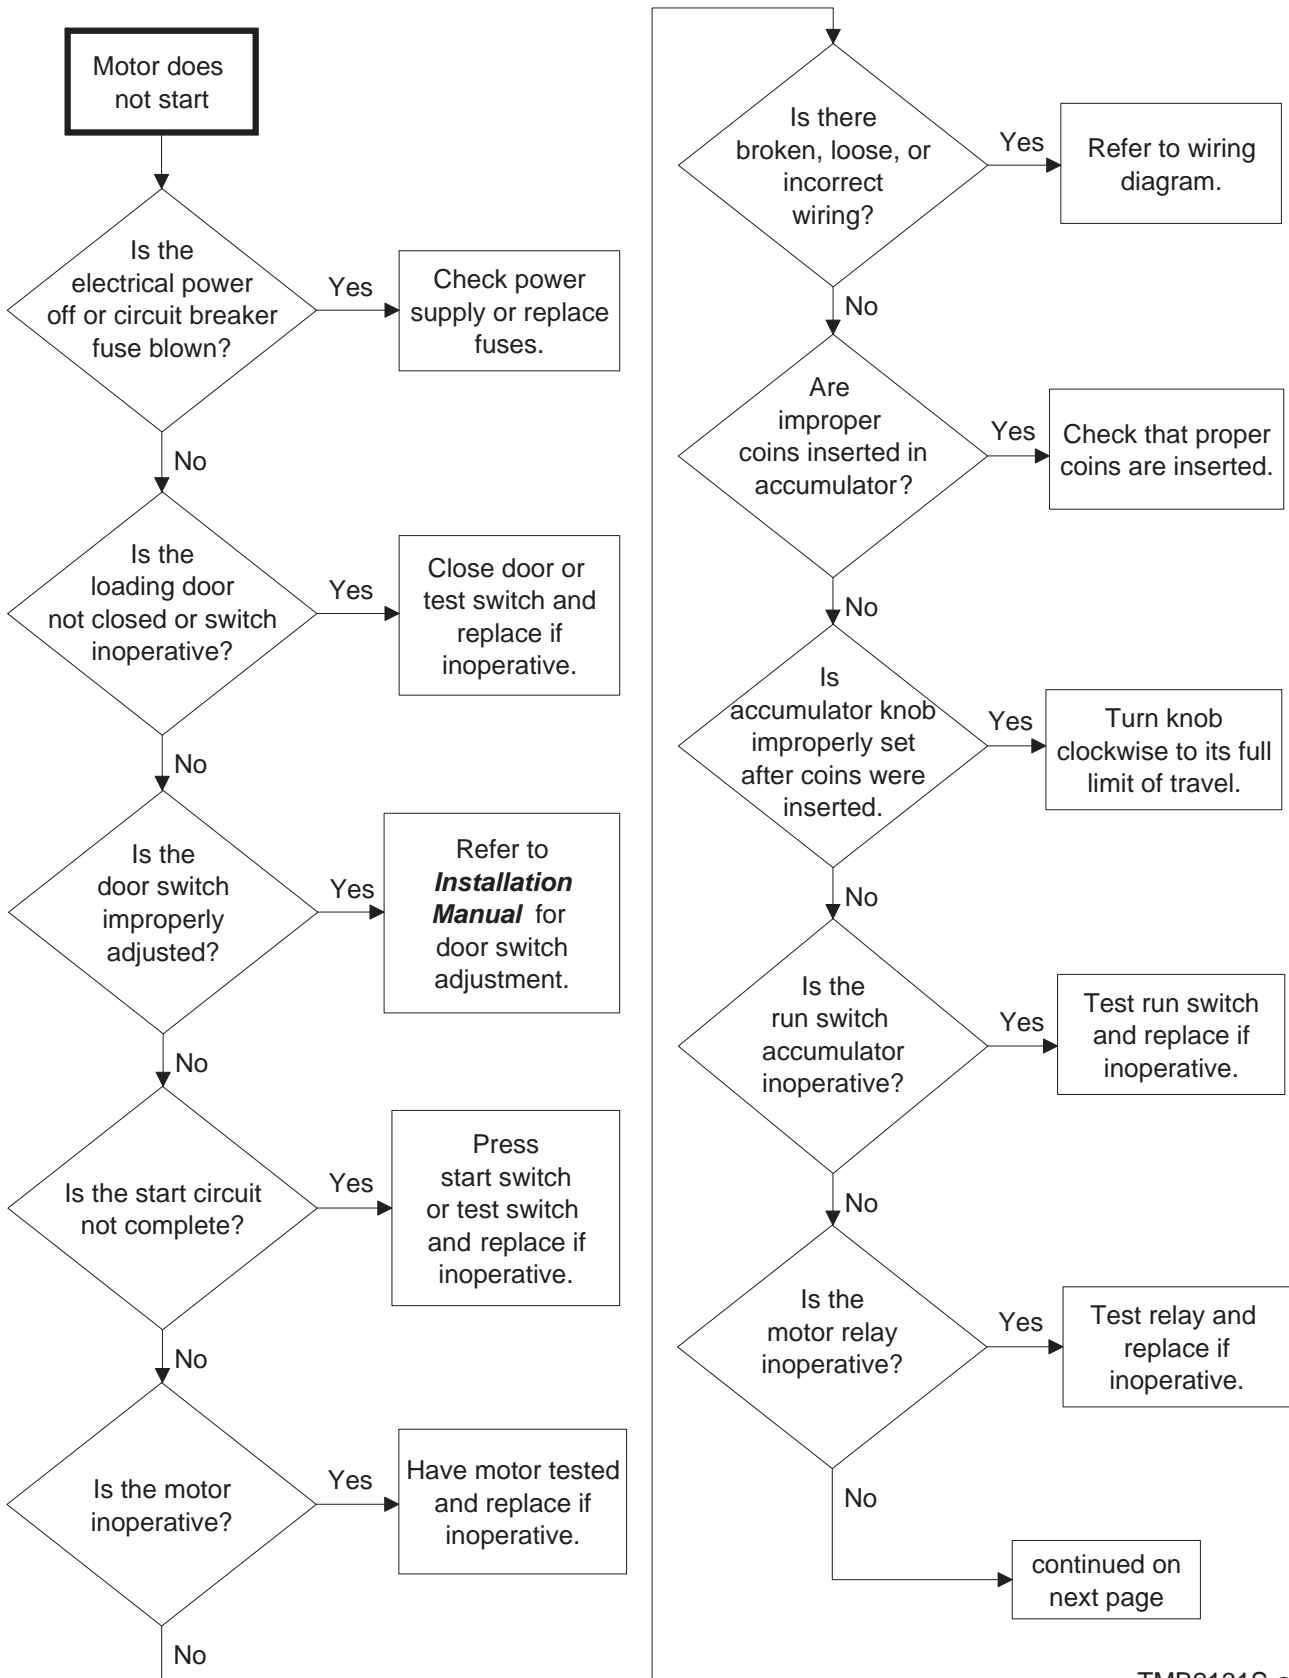 Motor does
not start
Is the
electrical power
off or circuit breaker
fuse blown?
Yes
Check power
supply or replace
fuses.
No
Is the
loading door
not closed or switch
inoperative?
Yes
Close door or
test switch and
replace if
inoperative.
No
Is the
door switch
improperly
adjusted?
Yes
Refer to
Installation
Manual for
door switch
adjustment.
No
Is the start circuit
not complete?
Yes
Press
start switch
or test switch
and replace if
inoperative.
No
Is the motor
inoperative?
Yes
Have motor tested
and replace if
inoperative.
No
Is there
broken, loose, or
incorrect
wiring?
Yes
Refer to wiring
diagram.
No
Are
improper
coins inserted in
accumulator?
Yes
Check that proper
coins are inserted.
No
Is
accumulator knob
improperly set
after coins were
inserted.
Yes
Turn knob
clockwise to its full
limit of travel.
No
Is the
run switch
accumulator
inoperative?
Yes
Test run switch
and replace if
inoperative.
No
Is the
motor relay
inoperative?
Yes
Test relay and
replace if
inoperative.
No
continued on
next page